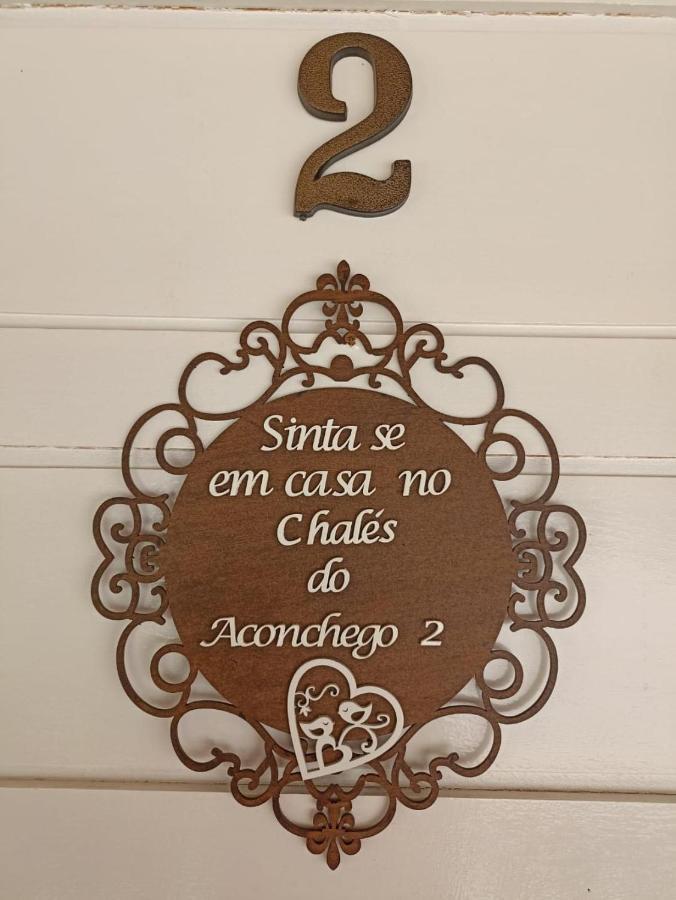 2
Sinta se
em casa no
Chalés
do
Aconchego 2